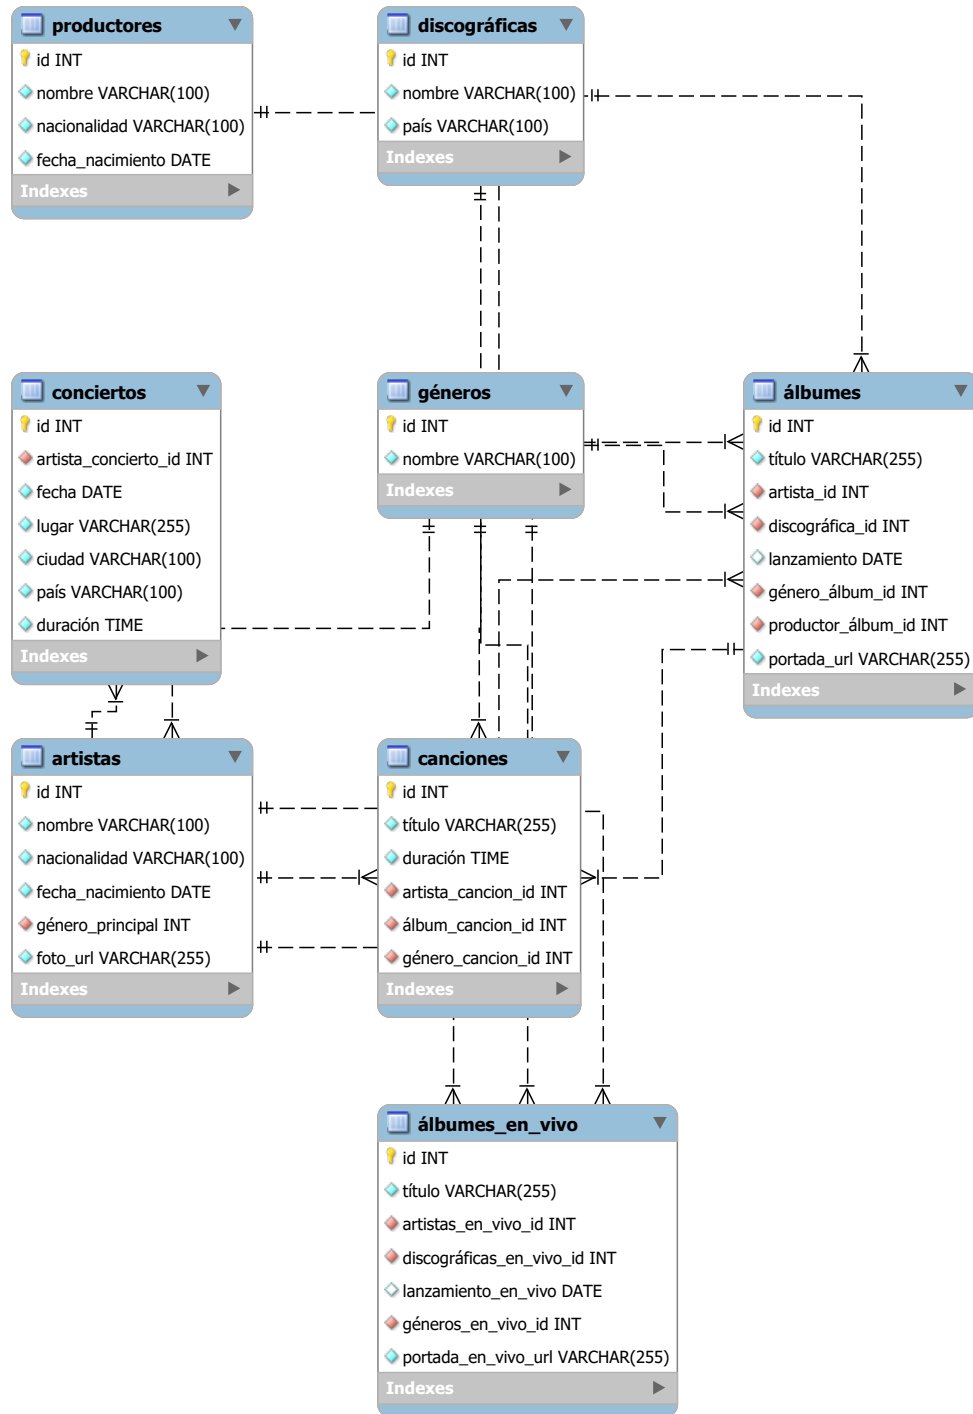 productores
id INT
nombre VARCHAR(100)
nacionalidad VARCHAR(100)
fecha_nacimiento DATE
Indexes
discográficas
id INT
nombre VARCHAR(100)
país VARCHAR(100)
Indexes
conciertos
id INT
artista_concierto_id INT
fecha DATE
lugar VARCHAR(255)
ciudad VARCHAR(100)
país VARCHAR(100)
duración TIME
Indexes
géneros
id INT
nombre VARCHAR(100)
Indexes
álbumes
id INT
título VARCHAR(255)
artista_id INT
discográfica_id INT
lanzamiento DATE
género_álbum_id INT
productor_álbum_id INT
portada_url VARCHAR(255)
Indexes
artistas
id INT
nombre VARCHAR(100)
nacionalidad VARCHAR(100)
fecha_nacimiento DATE
género_principal INT
foto_url VARCHAR(255)
Indexes
canciones
id INT
título VARCHAR(255)
duración TIME
artista_cancion_id INT
álbum_cancion_id INT
género_cancion_id INT
Indexes
álbumes_en_vivo
id INT
título VARCHAR(255)
artistas_en_vivo_id INT
discográficas_en_vivo_id INT
lanzamiento_en_vivo DATE
géneros_en_vivo_id INT
portada_en_vivo_url VARCHAR(255)
Indexes